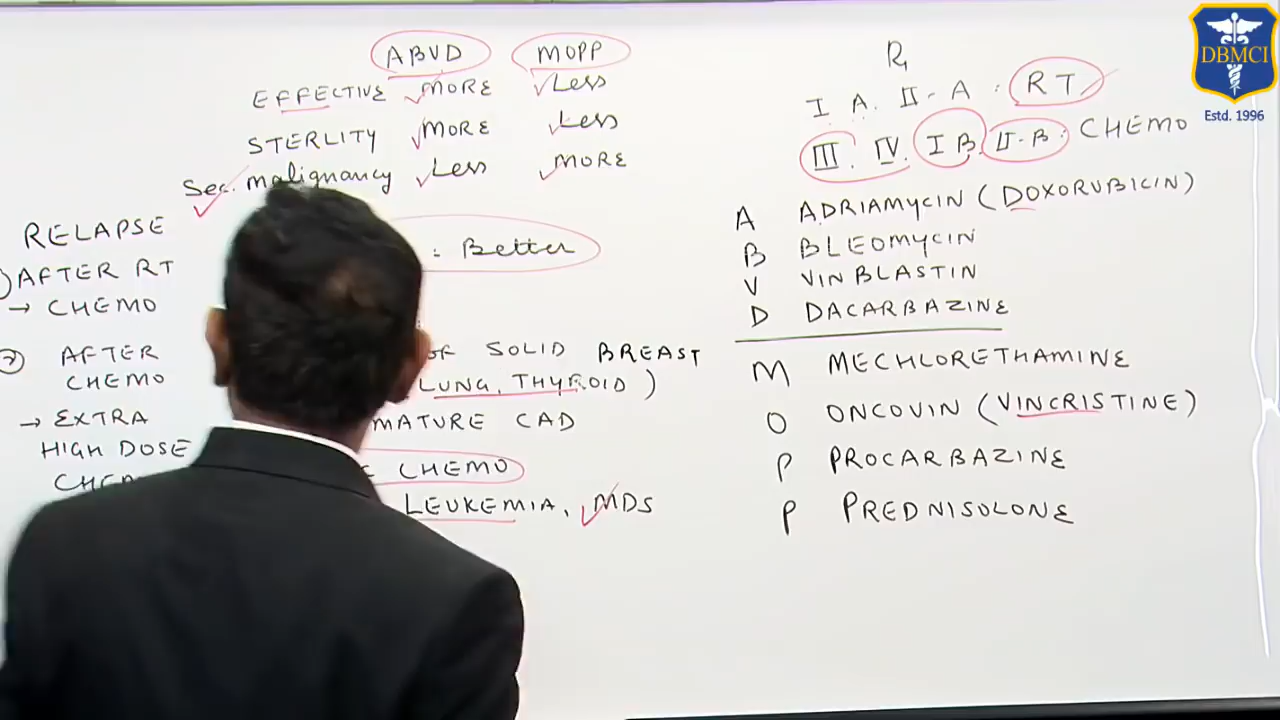 ABVD MOPP
EFFECTIVE MORE Less
STERLITY MORE Less
Sec. malignancy Less MORE
: Better
RELAPSE
AFTER RT
→ CHEMO
AFTER
CHEMO
→ EXTRA
HIGH DOSE
OF SOLID BREAST
LUNG, THYROID )
MATURE CAD
CHEMO
LEUKEMIA, MDS
I A. II-A. RT
III. IV. I B. II-B. CHEMO
A ADRIAMYCIN (DOXORUBICIN)
B BLEOMYCIN
V VINBLASTIN
D DACARBAZINE
M MECHLORETHAMINE
O ONCOVIN (VINCRISTINE)
P PROCARBAZINE
P PREDNISOLONE
DBMCI
Estd. 1996